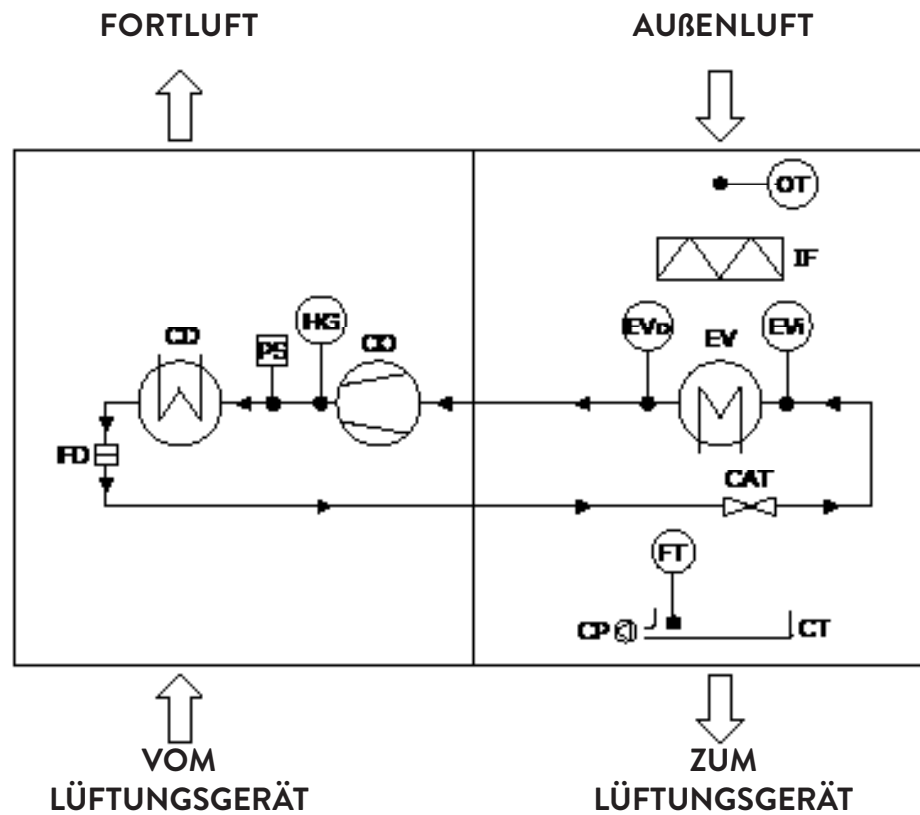 FORTLUFT
AUßENLUFT
OT
IF
HG
EVo
EVi
CD
PS
CO
EV
FD
CAT
FT
CP
CT
VOM
LÜFTUNGSGERÄT
ZUM
LÜFTUNGSGERÄT